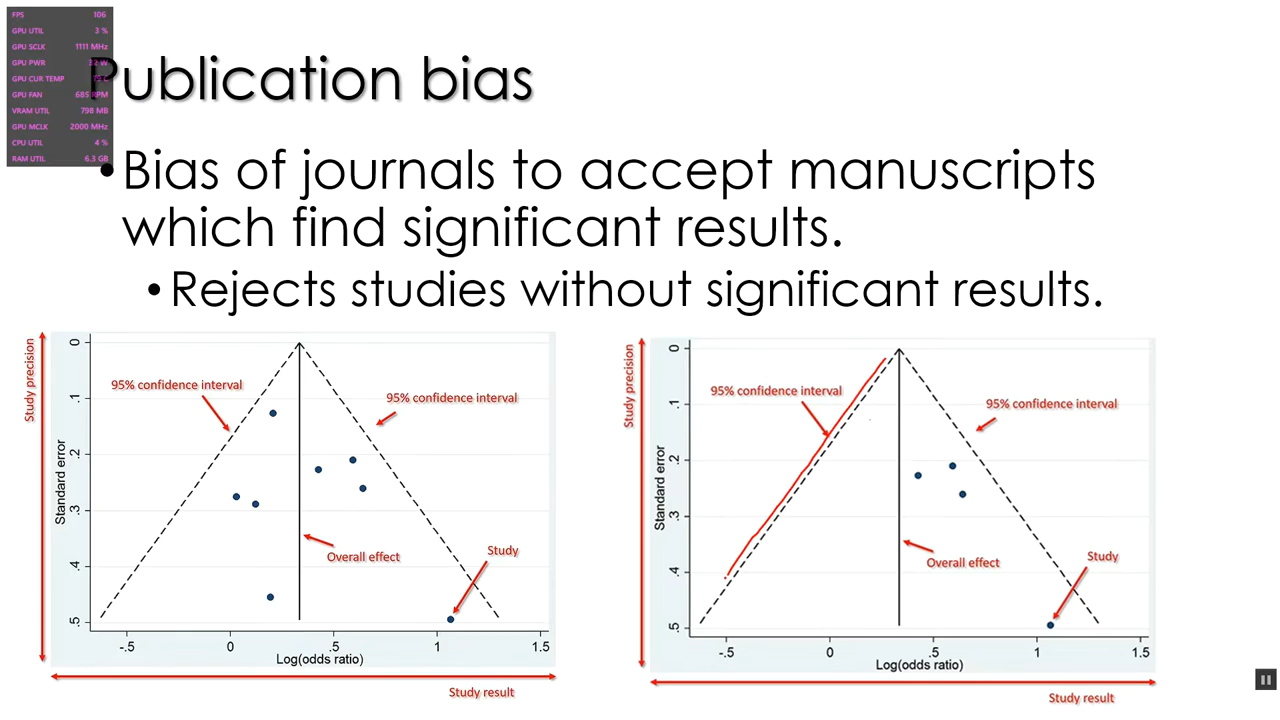 FPS 106
GPU UTIL 3 %
GPU SCLK 1111 MHz
GPU PWR W
GPU CUR TEMP C
GPU FAN 685 RPM
VRAM UTIL 798 MB
GPU MCLK 2000 MHz
CPU UTIL 4 %
RAM UTIL 6.3 GB
Publication bias
• Bias of journals to accept manuscripts
which find significant results.
• Rejects studies without significant results.
Study precision
Standard error
0
.1
.2
.3
.4
.5
95% confidence interval
95% confidence interval
Overall effect
Study
-.5 0 .5 1 1.5
Log(odds ratio)
Study result
Study precision
Standard error
0
.1
.2
.3
.4
.5
95% confidence interval
95% confidence interval
Overall effect
Study
-.5 0 .5 1 1.5
Log(odds ratio)
Study result